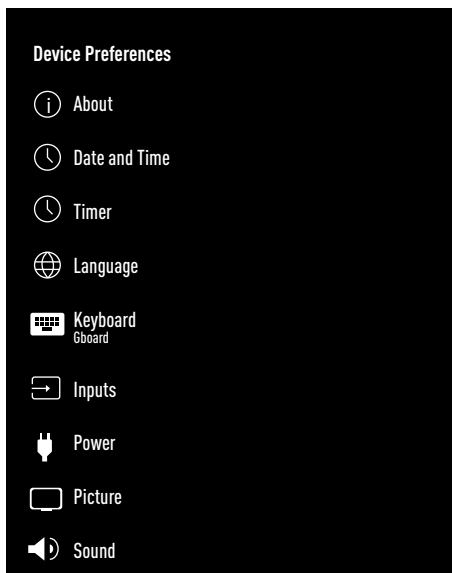 Device Preferences
About
Date and Time
Timer
Language
Keyboard
Gboard
Inputs
Power
Picture
Sound